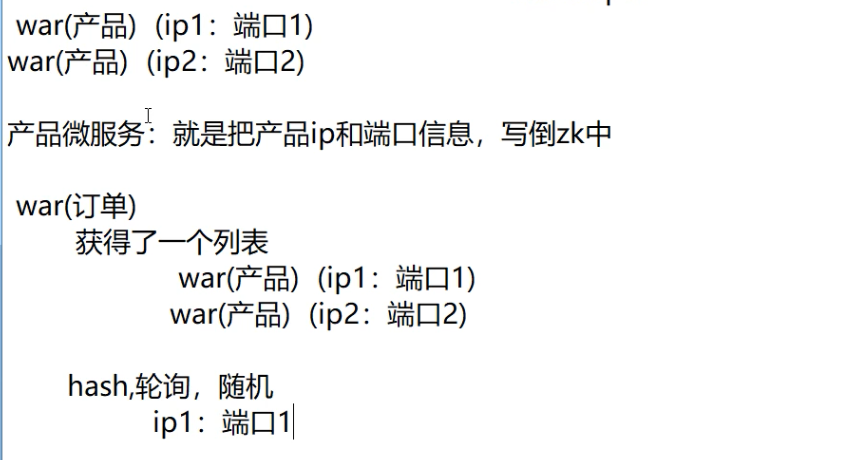 war(产品)  (ip1：端口1)
war(产品)  (ip2：端口2)
产品微服务：就是把产品ip和端口信息，写倒zk中
war(订单)
获得了一个列表
war(产品)  (ip1：端口1)
war(产品)  (ip2：端口2)
hash,轮询，随机
ip1：端口1